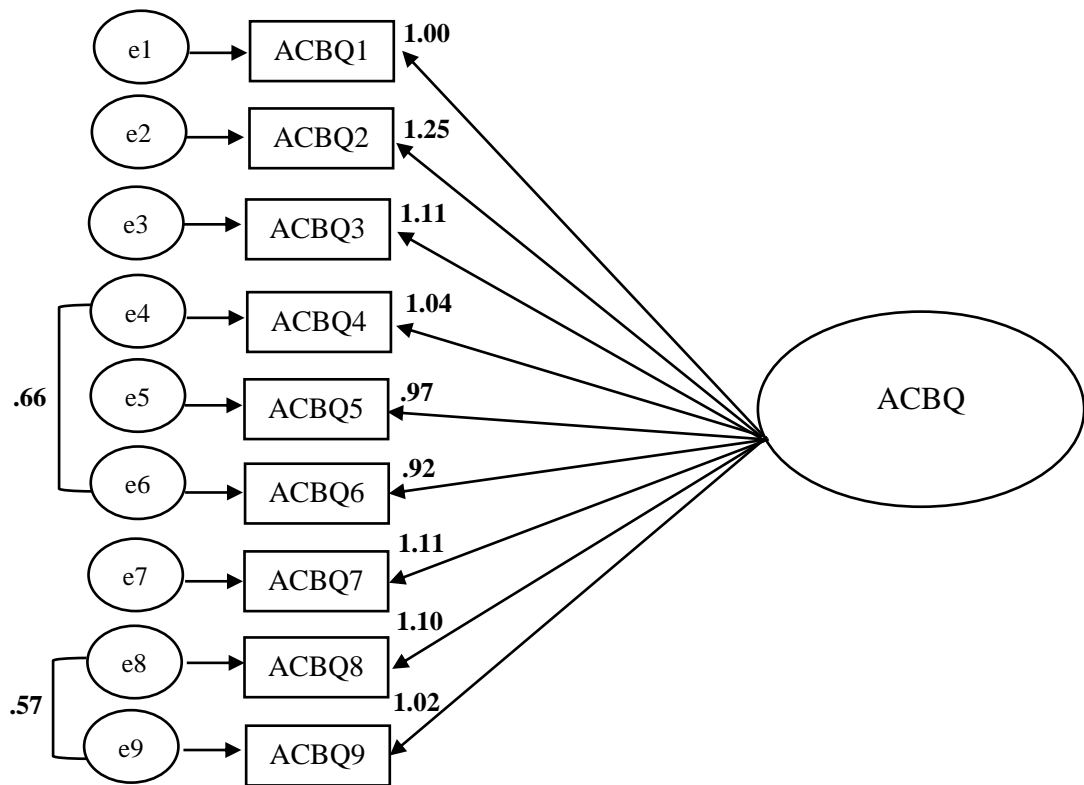 1.00
e1
ACBQ1
1.25
e2
ACBQ2
1.11
e3
ACBQ3
1.04
e4
ACBQ4
.97
.66
e5
ACBQ5
ACBQ
.92
e6
ACBQ6
1.11
e7
ACBQ7
1.10
e8
ACBQ8
.57
1.02
e9
ACBQ9